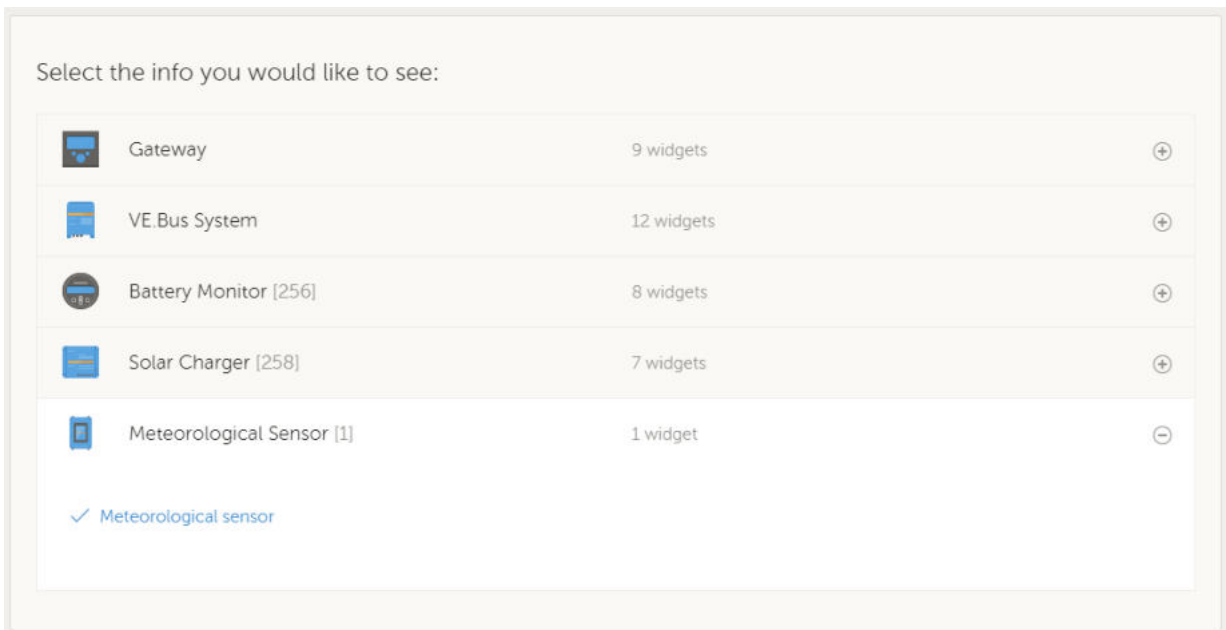 Select the info you would like to see:
Gateway 9 widgets
VE.Bus System 12 widgets
Battery Monitor [256] 8 widgets
Solar Charger [258] 7 widgets
Meteorological Sensor [1] 1 widget
Meteorological sensor